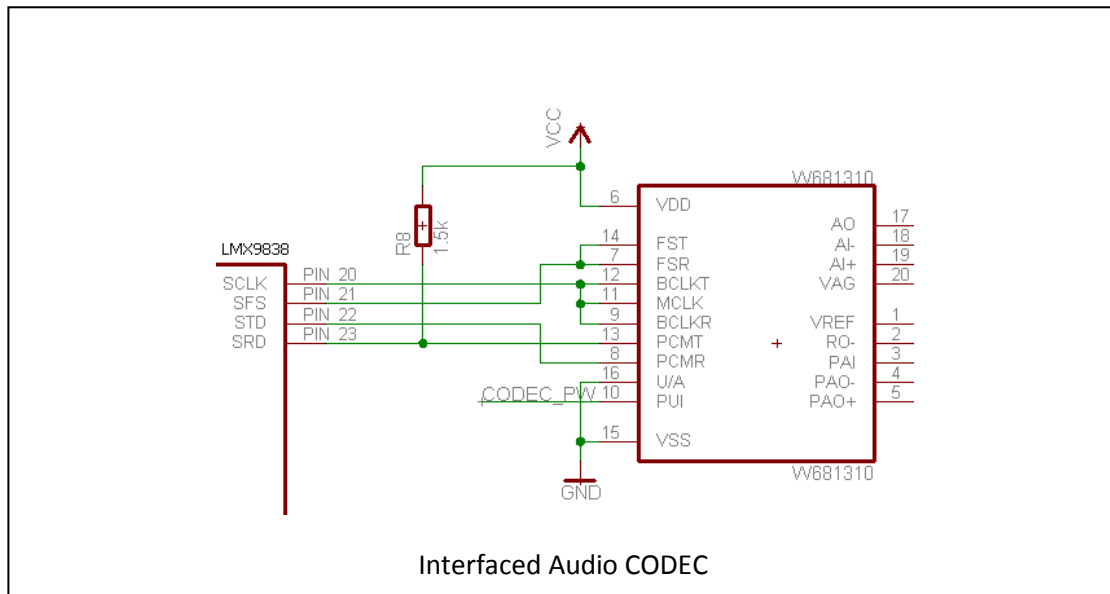 VCC
W681310
6 VDD
AO 17
R8
1.5k
14 FST
AI- 18
LMX9838
7 FSR
AI+ 19
SCLK PIN 20
12 BCLKT
VAG 20
SFS PIN 21
11 MCLK
STD PIN 22
9 BCLKR
VREF 1
SRD PIN 23
13 PCMT
RO- 2
8 PCMR
PAI 3
16 U/A
PAO- 4
CODEC_PW
10 PUI
PAO+ 5
15 VSS
W681310
GND
Interfaced Audio CODEC